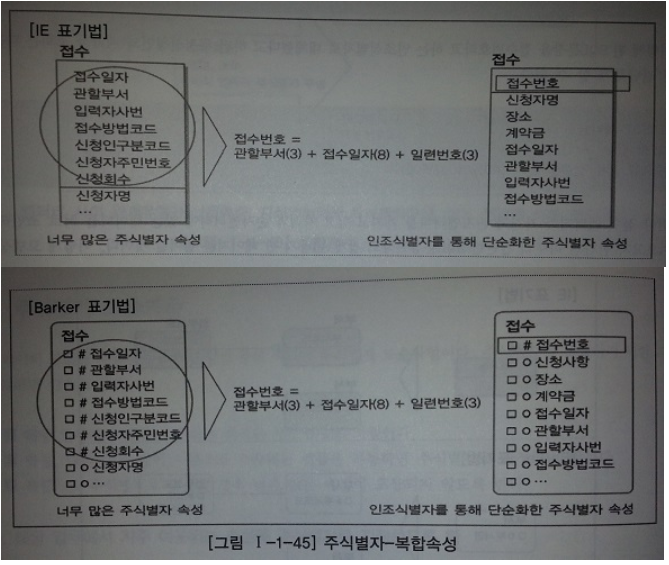 [IE 표기법]
접수
접수일자
관할부서
입력자사번
접수방법코드
신청인구분코드
신청자주민번호
신청회수
신청자명
...
너무 많은 주식별자 속성
접수번호 =
관할부서(3) + 접수일자(8) + 일련번호(3)
접수
접수번호
신청자명
장소
계약금
접수일자
관할부서
입력자사번
접수방법코드
...
인조식별자를 통해 단순화한 주식별자 속성
[Barker 표기법]
접수
□ # 접수일자
□ # 관할부서
□ # 입력자사번
□ # 접수방법코드
□ # 신청인구분코드
□ # 신청자주민번호
□ # 신청회수
□ o 신청자명
□ o ...
너무 많은 주식별자 속성
접수번호 =
관할부서(3) + 접수일자(8) + 일련번호(3)
접수
□ # 접수번호
□ o 신청사항
□ o 장소
□ o 계약금
□ o 접수일자
□ o 관할부서
□ o 입력자사번
□ o 접수방법코드
□ o ...
인조식별자를 통해 단순화한 주식별자 속성
[그림 Ⅰ-1-45] 주식별자-복합속성